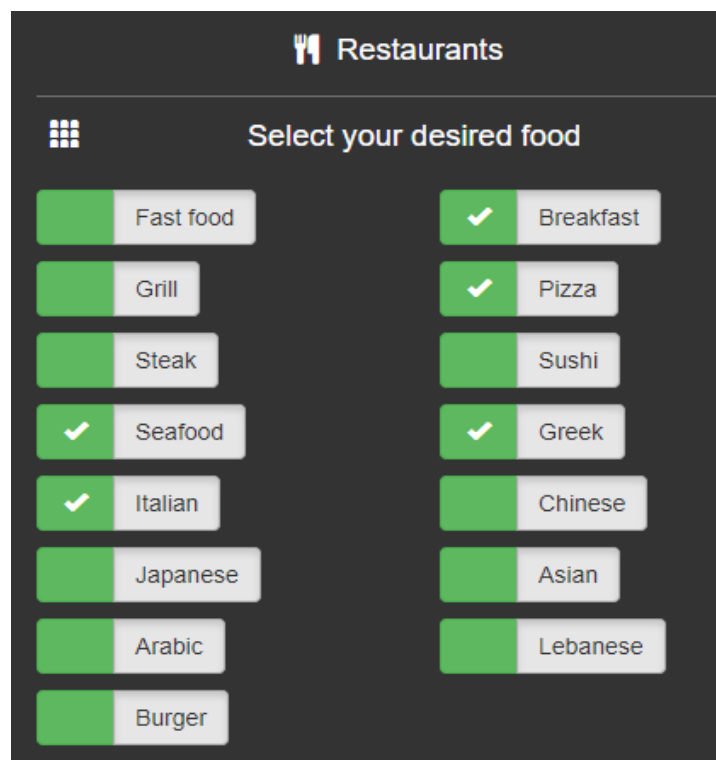 Restaurants
Select your desired food
Fast food
Breakfast
Grill
Pizza
Steak
Sushi
Seafood
Greek
Italian
Chinese
Japanese
Asian
Arabic
Lebanese
Burger